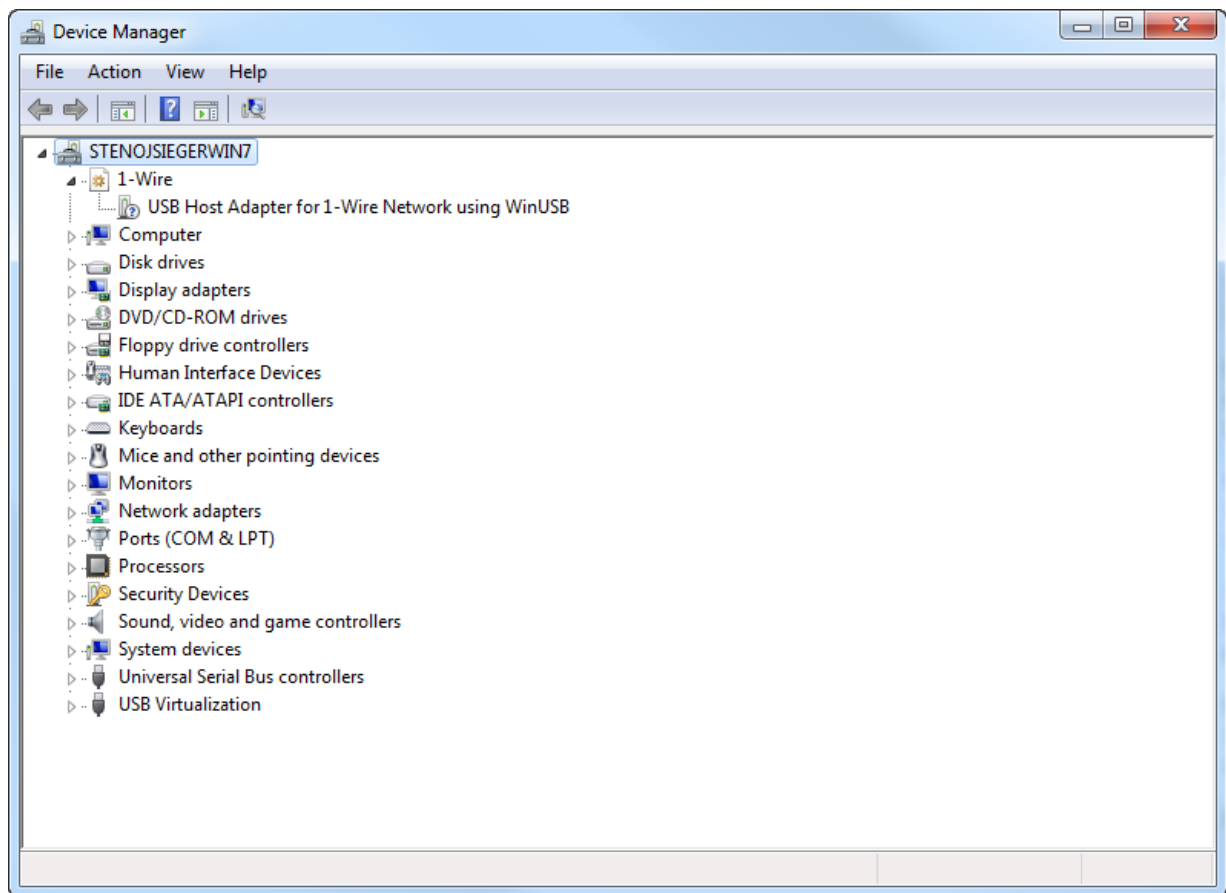 Device Manager
File Action View Help
STENOJSIEGERWIN7
1-Wire
USB Host Adapter for 1-Wire Network using WinUSB
Computer
Disk drives
Display adapters
DVD/CD-ROM drives
Floppy drive controllers
Human Interface Devices
IDE ATA/ATAPI controllers
Keyboards
Mice and other pointing devices
Monitors
Network adapters
Ports (COM & LPT)
Processors
Security Devices
Sound, video and game controllers
System devices
Universal Serial Bus controllers
USB Virtualization